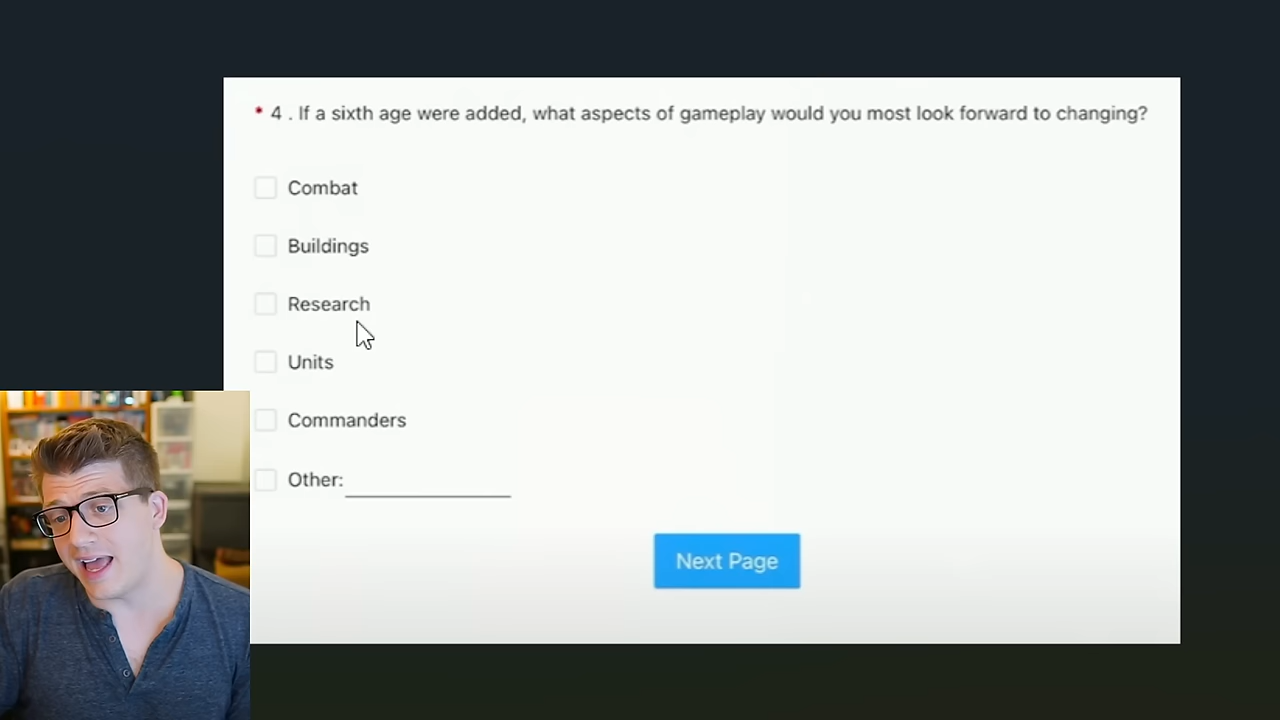 * 4 . If a sixth age were added, what aspects of gameplay would you most look forward to changing?
Combat
Buildings
Research
Units
Commanders
Other:
Next Page